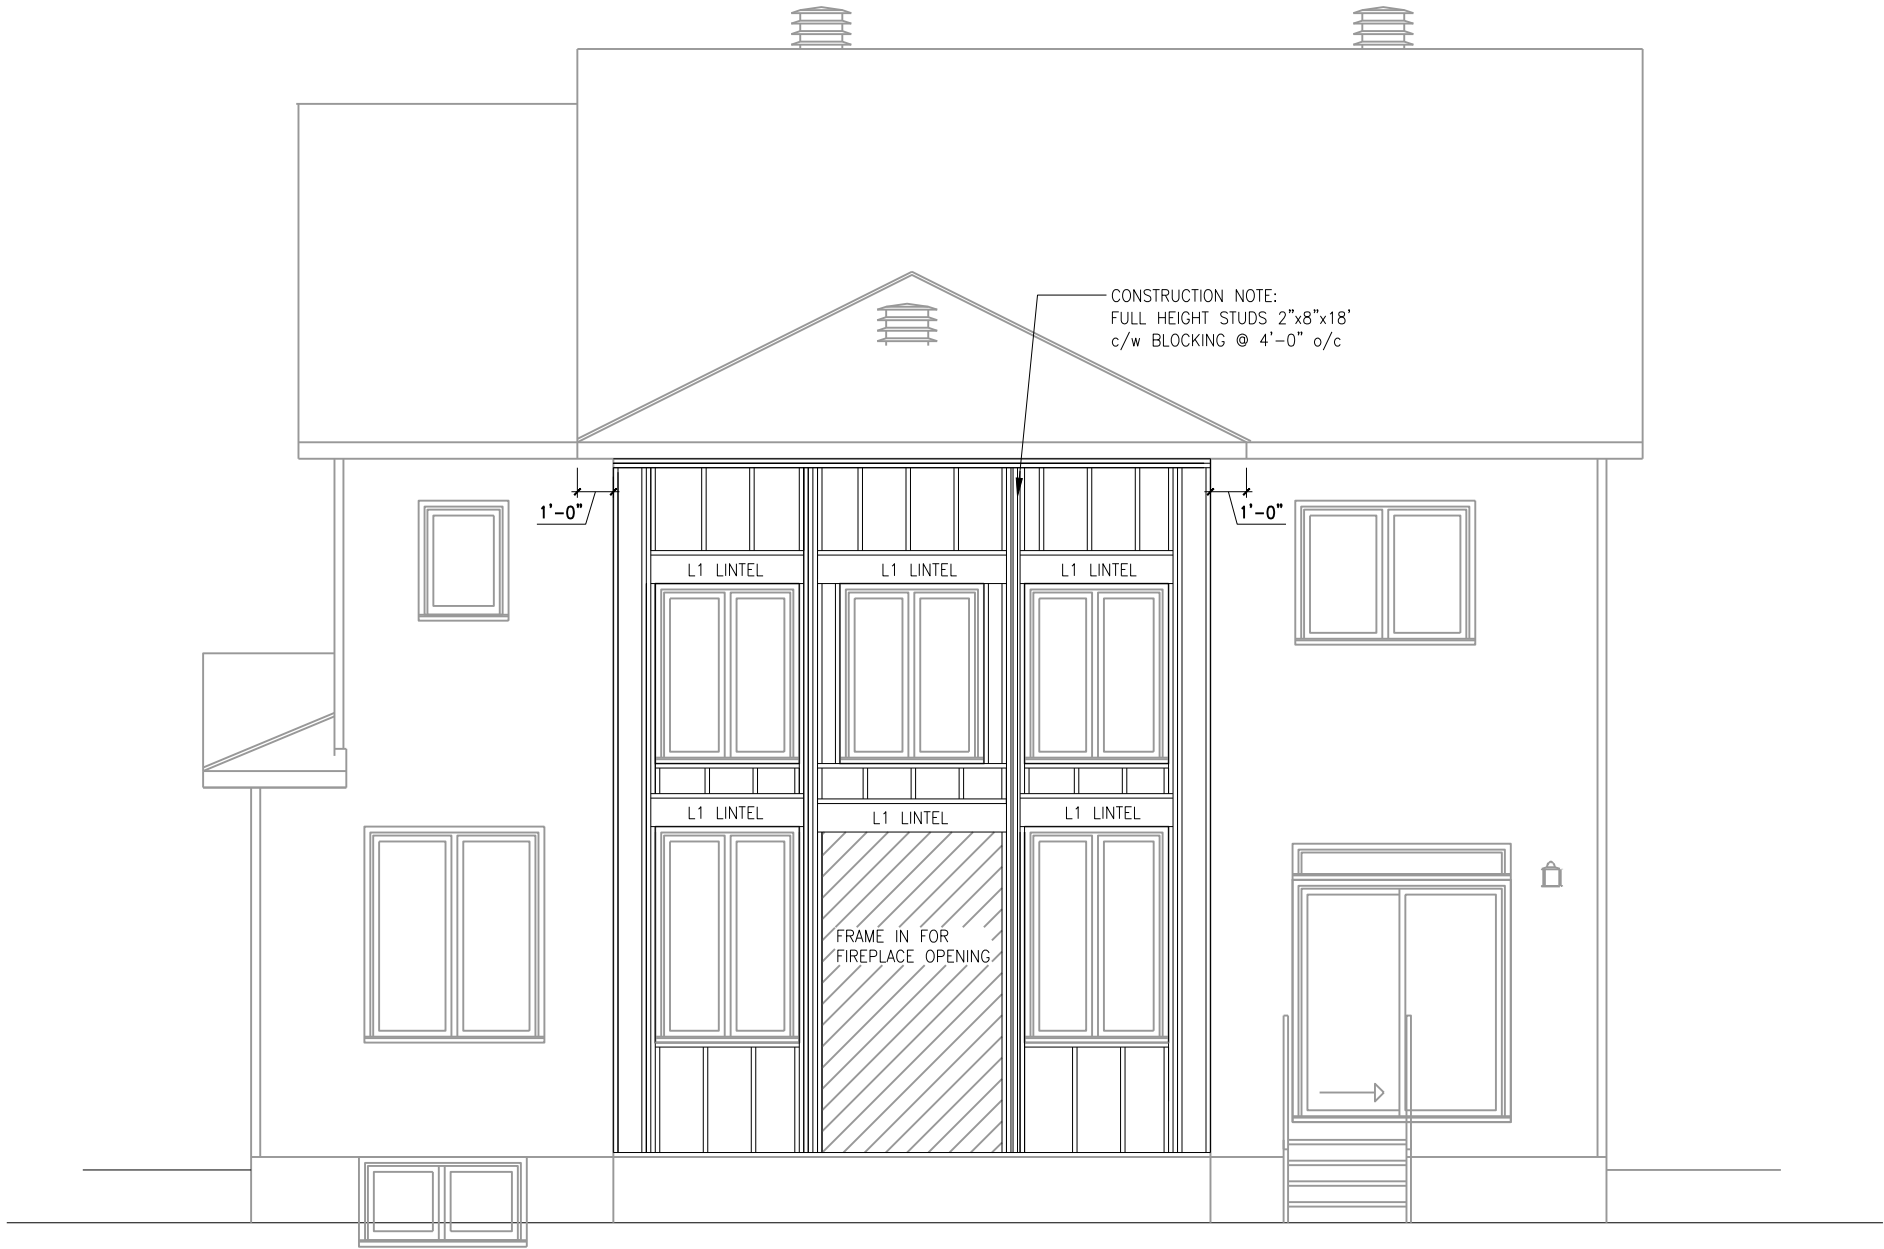 CONSTRUCTION NOTE:
FULL HEIGHT STUDS 2"x8"x18'
c/w BLOCKING @ 4'-0" o/c
1'-0"
1'-0"
L1 LINTEL
L1 LINTEL
L1 LINTEL
L1 LINTEL
L1 LINTEL
L1 LINTEL
FRAME IN FOR
FIREPLACE OPENING